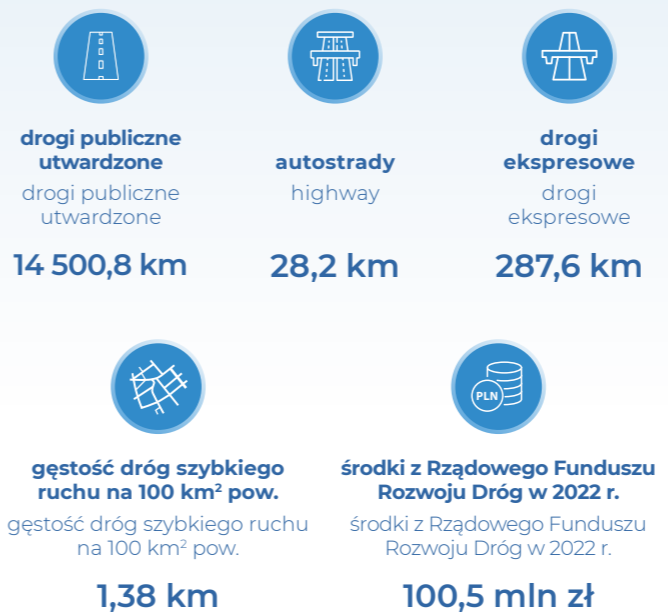 drogi publiczne
utwardzone
drogi publiczne
utwardzone
14 500,8 km
autostrady
highway
28,2 km
drogi
ekspresowe
drogi
ekspresowe
287,6 km
gęstość dróg szybkiego
ruchu na 100 km² pow.
gęstość dróg szybkiego ruchu
na 100 km² pow.
1,38 km
PLN
środki z Rządowego Funduszu
Rozwoju Dróg w 2022 r.
środki z Rządowego Funduszu
Rozwoju Dróg w 2022 r.
100,5 mln zł